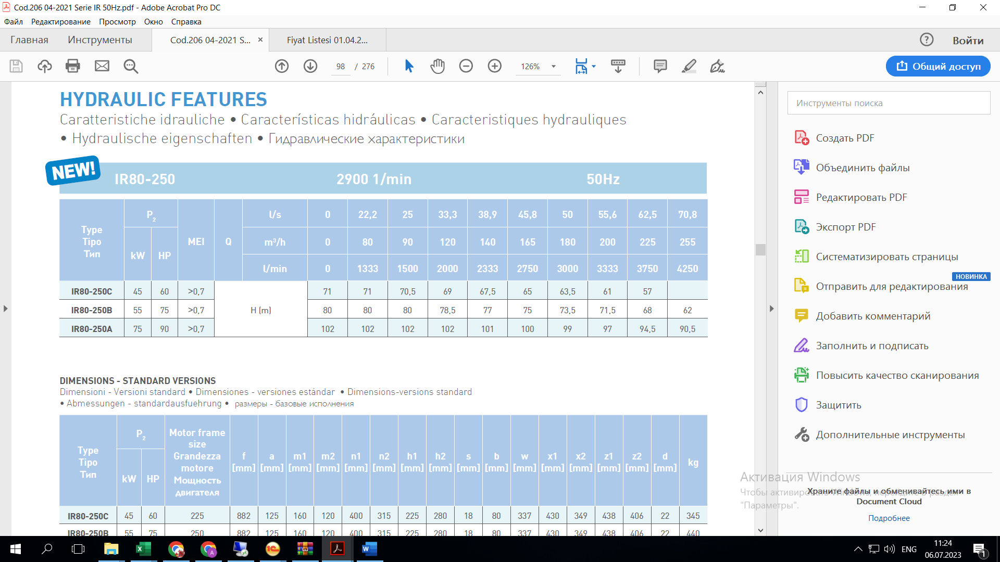 Cod.206 04-2021 Serie IR 50Hz.pdf - Adobe Acrobat Pro DC
Файл Редактирование Просмотр Окно Справка
Главная Инструменты Cod.206 04-2021 S... × Fiyat Listesi 01.04.2... ? Войти
98 / 276 126% Общий доступ
HYDRAULIC FEATURES
Caratteristiche idrauliche • Características hidráulicas • Caracteristiques hydrauliques
• Hydraulische eigenschaften • Гидравлические характеристики
NEW!
IR80-250 2900 1/min 50Hz
Type Tipo Тип P2 kW HP MEI Q
l/s 0 22,2 25 33,3 38,9 45,8 50 55,6 62,5 70,8
m³/h 0 80 90 120 140 165 180 200 225 255
l/min 0 1333 1500 2000 2333 2750 3000 3333 3750 4250
IR80-250C 45 60 >0,7 71 71 70,5 69 67,5 65 63,5 61 57
IR80-250B 55 75 >0,7 H (m) 80 80 80 78,5 77 75 73,5 71,5 68 62
IR80-250A 75 90 >0,7 102 102 102 102 101 100 99 97 94,5 90,5
DIMENSIONS - STANDARD VERSIONS
Dimensioni - Versioni standard • Dimensiones - versiones estándar • Dimensions-versions standard
• Abmessungen - standardausfuehrung • размеры - базовые исполнения
Type Tipo Тип P2 kW HP
Motor frame
size
Grandezza
motore
Мощность
двигателя
f a m1 m2 n1 n2 h1 h2 s b w x1 x2 z1 z2 d kg
[mm] [mm] [mm] [mm] [mm] [mm] [mm] [mm] [mm] [mm] [mm] [mm] [mm] [mm] [mm] [mm]
IR80-250C 45 60 225 882 125 160 120 400 315 225 280 18 80 337 430 349 438 406 22 345
IR80-250B 55 75 250 882 125 160 120 400 315 225 280 18 80 337 430 349 438 406 22 440
Инструменты поиска
Создать PDF
Объединить файлы
Редактировать PDF
Экспорт PDF
Систематизировать страницы
НОВИНКА
Отправить для редактирования
Добавить комментарий
Заполнить и подписать
Повысить качество сканирования
Защитить
Дополнительные инструменты
Активация Windows
Чтобы активировать Windows, перейдите в раздел
"Параметры".
Храните файлы и обменивайтесь ими в
Document Cloud
Подробнее
ENG 11:24
06.07.2023
1